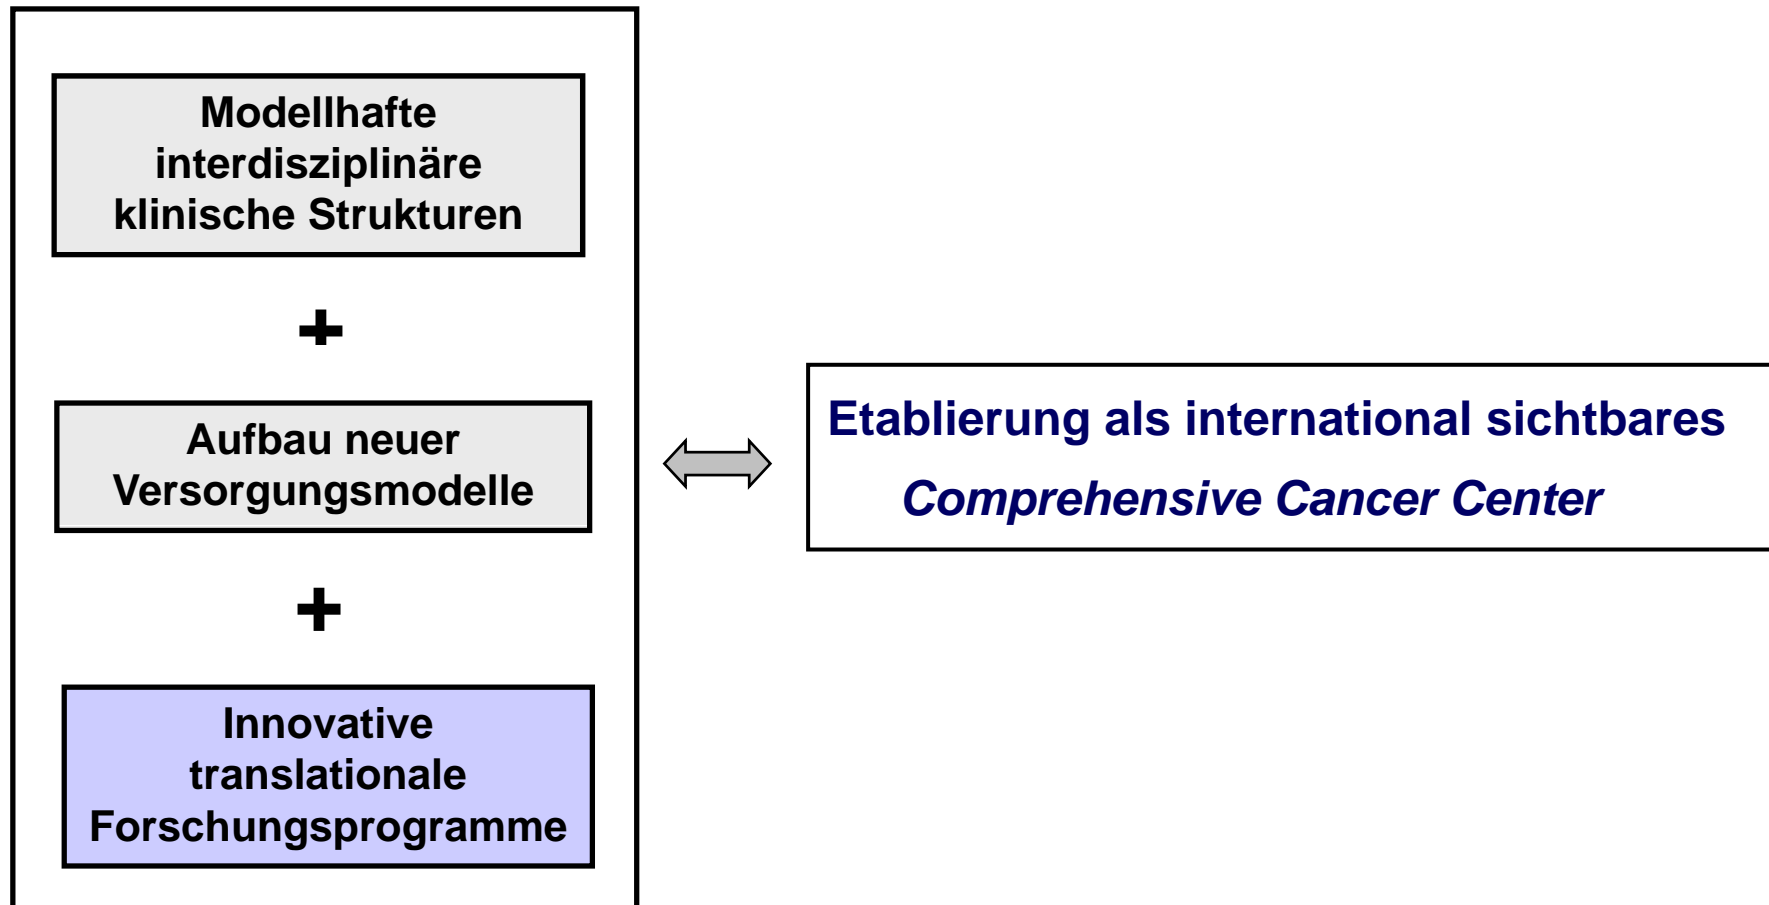 Modellhafte
interdisziplinäre
klinische Strukturen
+
Aufbau neuer
Versorgungsmodelle
+
Innovative
translationale
Forschungsprogramme
Etablierung als international sichtbares
Comprehensive Cancer Center